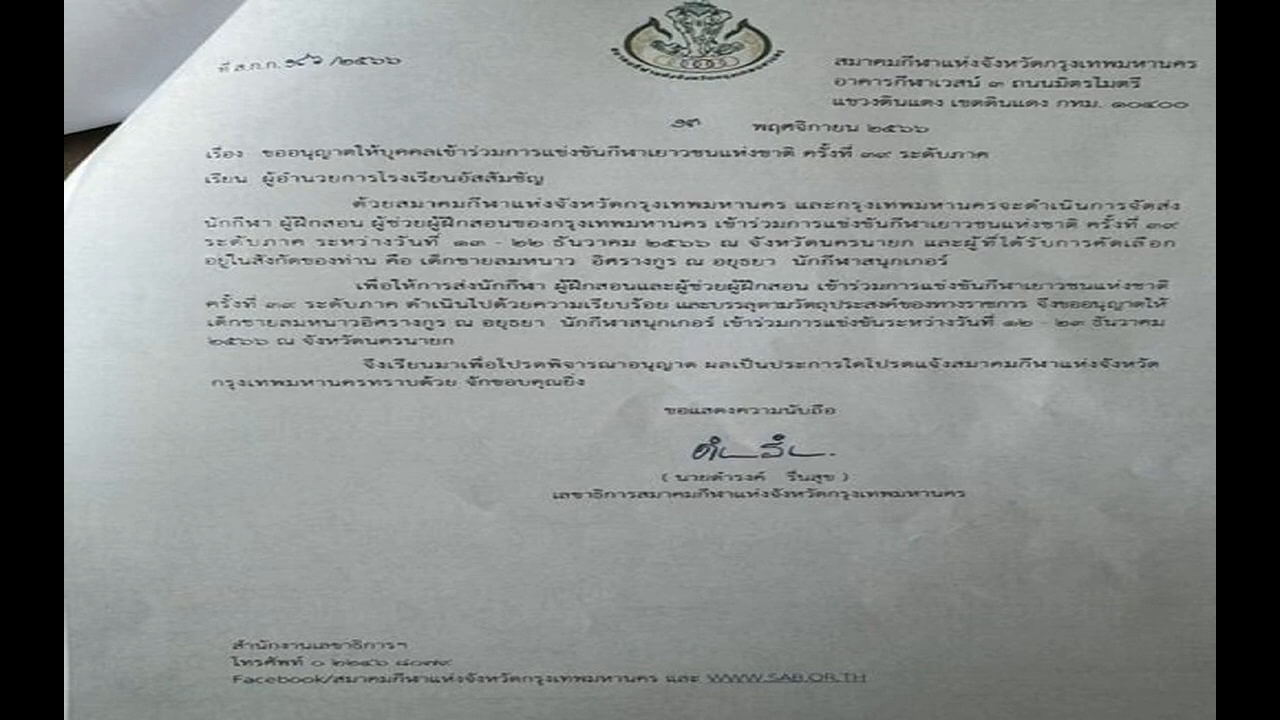 ที่ ส.ก.ก. /๒๕๖๖
สมาคมกีฬาแห่งจังหวัดกรุงเทพมหานคร
อาคารกีฬาเวสน์ ๓ ถนนมิตรไมตรี
แขวงดินแดง เขตดินแดง กทม. ๑๐๔๐๐
พฤศจิกายน ๒๕๖๖
เรื่อง ขออนุญาตให้บุคคลเข้าร่วมการแข่งขันกีฬาเยาวชนแห่งชาติ ครั้งที่ ๓๙ ระดับภาค
เรียน ผู้อำนวยการโรงเรียนอัสสัมชัญ
ด้วยสมาคมกีฬาแห่งจังหวัดกรุงเทพมหานคร และกรุงเทพมหานครจะดำเนินการจัดส่ง
นักกีฬา ผู้ฝึกสอน ผู้ช่วยผู้ฝึกสอนของกรุงเทพมหานคร เข้าร่วมการแข่งขันกีฬาเยาวชนแห่งชาติ ครั้งที่ ๓๙
ระดับภาค ระหว่างวันที่ ๑๓ - ๒๒ ธันวาคม ๒๕๖๖ ณ จังหวัดนครนายก และผู้ที่ได้รับการคัดเลือก
อยู่ในสังกัดของท่าน คือ เด็กชายลมหนาว อิศรางกูร ณ อยุธยา นักกีฬาสนุกเกอร์
เพื่อให้การส่งนักกีฬา ผู้ฝึกสอนและผู้ช่วยผู้ฝึกสอน เข้าร่วมการแข่งขันกีฬาเยาวชนแห่งชาติ
ครั้งที่ ๓๙ ระดับภาค ดำเนินไปด้วยความเรียบร้อย และบรรลุตามวัตถุประสงค์ของทางราชการ จึงขออนุญาตให้
เด็กชายลมหนาวอิศรางกูร ณ อยุธยา นักกีฬาสนุกเกอร์ เข้าร่วมการแข่งขันระหว่างวันที่ ๑๒ - ๒๓ ธันวาคม
๒๕๖๖ ณ จังหวัดนครนายก
จึงเรียนมาเพื่อโปรดพิจารณาอนุญาต ผลเป็นประการใดโปรดแจ้งสมาคมกีฬาแห่งจังหวัด
กรุงเทพมหานครทราบด้วย จักขอบคุณยิ่ง
ขอแสดงความนับถือ
( นายดำรงค์ รื่นสุข )
เลขาธิการสมาคมกีฬาแห่งจังหวัดกรุงเทพมหานคร
สำนักงานเลขาธิการฯ
โทรศัพท์ ๐ ๒๒๔๖ ๘๐๗๙
Facebook/สมาคมกีฬาแห่งจังหวัดกรุงเทพมหานคร และ WWW.SAB.OR.TH